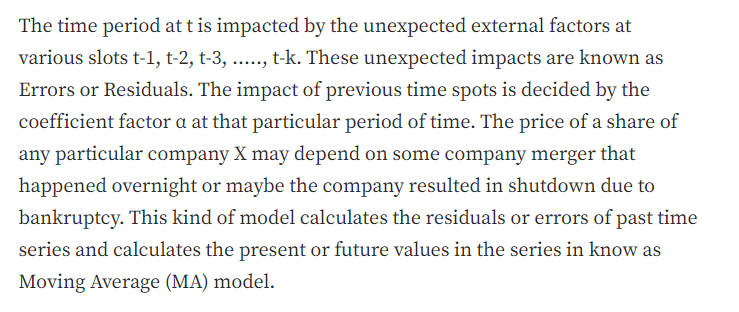 The time period at t is impacted by the unexpected external factors at
various slots t-1, t-2, t-3, ....., t-k. These unexpected impacts are known as
Errors or Residuals. The impact of previous time spots is decided by the
coefficient factor α at that particular period of time. The price of a share of
any particular company X may depend on some company merger that
happened overnight or maybe the company resulted in shutdown due to
bankruptcy. This kind of model calculates the residuals or errors of past time
series and calculates the present or future values in the series in know as
Moving Average (MA) model.